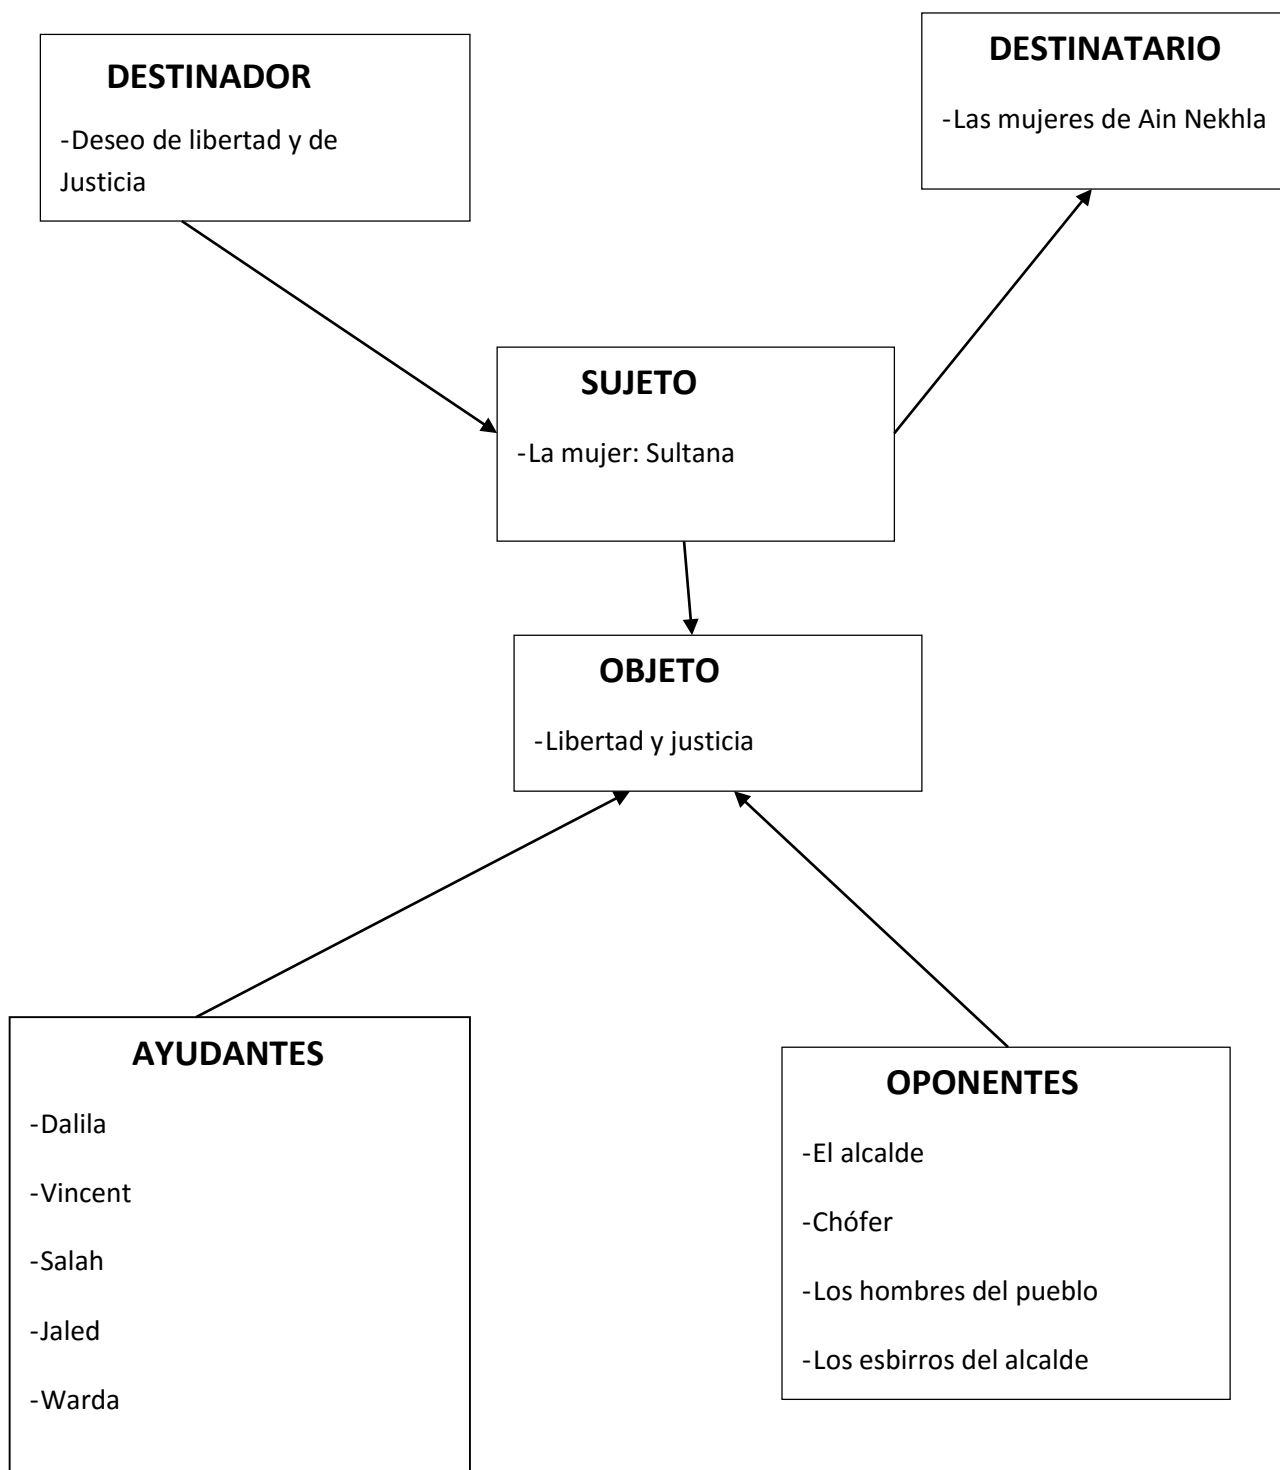 DESTINADOR
-Deseo de libertad y de
Justicia
DESTINATARIO
-Las mujeres de Ain Nekhla
SUJETO
-La mujer: Sultana
OBJETO
-Libertad y justicia
AYUDANTES
-Dalila
-Vincent
-Salah
-Jaled
-Warda
OPONENTES
-El alcalde
-Chófer
-Los hombres del pueblo
-Los esbirros del alcalde